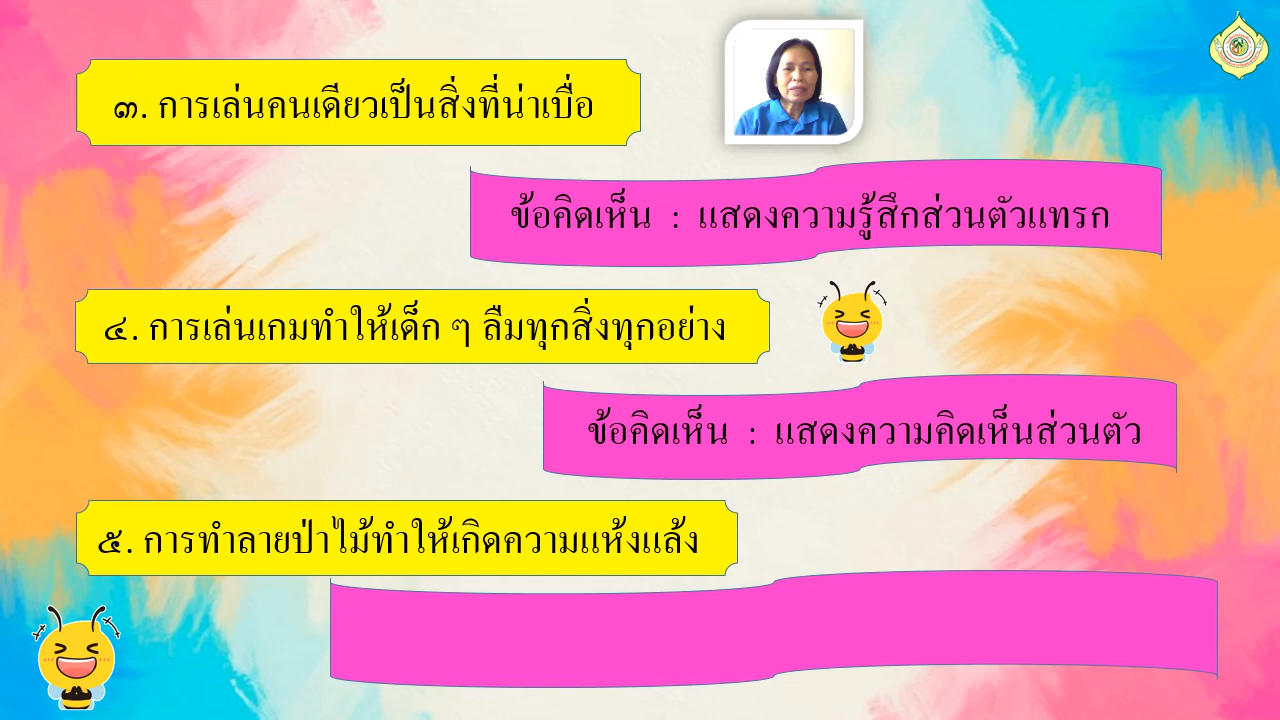 ๓. การเล่นคนเดียวเป็นสิ่งที่น่าเบื่อ
ข้อคิดเห็น : แสดงความรู้สึกส่วนตัวแทรก
๔. การเล่นเกมทำให้เด็ก ๆ ลืมทุกสิ่งทุกอย่าง
ข้อคิดเห็น : แสดงความคิดเห็นส่วนตัว
๕. การทำลายป่าไม้ทำให้เกิดความแห้งแล้ง